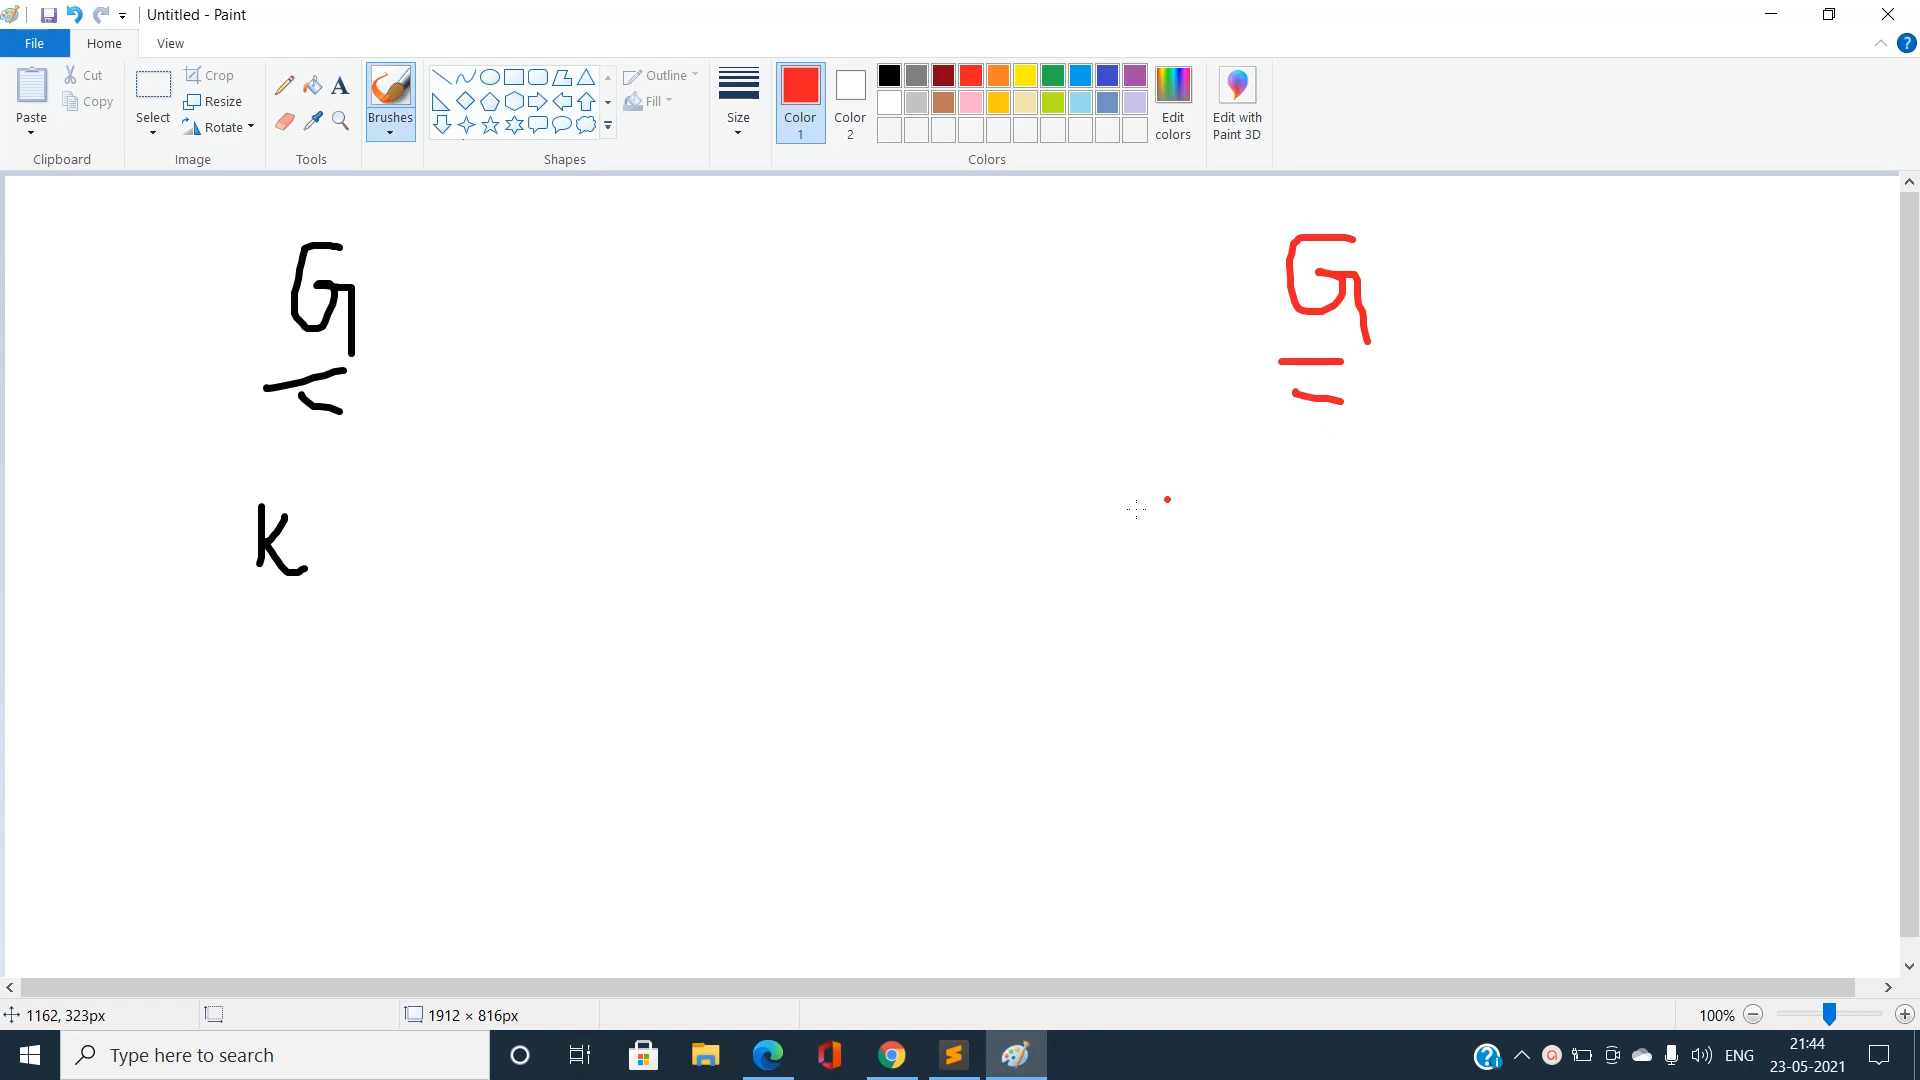 Untitled - Paint
File Home View
Paste
Cut
Copy
Clipboard
Select
Crop
Resize
Rotate
Image
Tools
Brushes
Shapes
Outline
Fill
Size
Color 1
Color 2
Colors
Edit colors
Edit with Paint 3D
G G
K
1162, 323px 1912 × 816px 100%
Type here to search ENG 21:44
23-05-2021